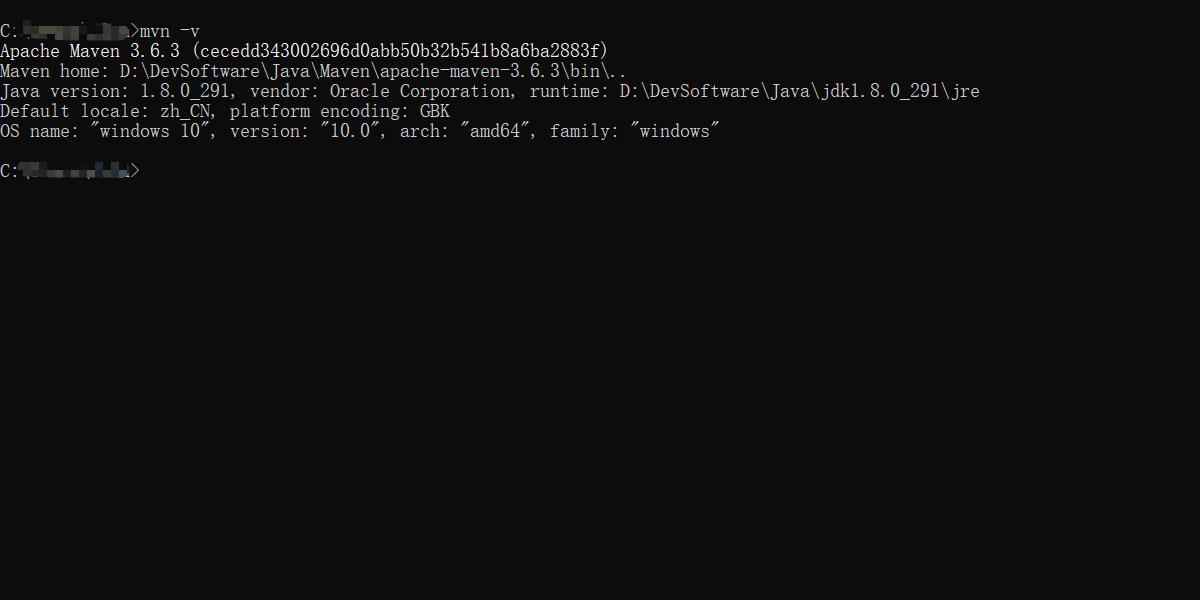 C:\ >mvn -v
Apache Maven 3.6.3 (cecedd343002696d0abb50b32b541b8a6ba2883f)
Maven home: D:\DevSoftware\Java\Maven\apache-maven-3.6.3\bin\..
Java version: 1.8.0_291, vendor: Oracle Corporation, runtime: D:\DevSoftware\Java\jdk1.8.0_291\jre
Default locale: zh_CN, platform encoding: GBK
OS name: "windows 10", version: "10.0", arch: "amd64", family: "windows"
C:\ >